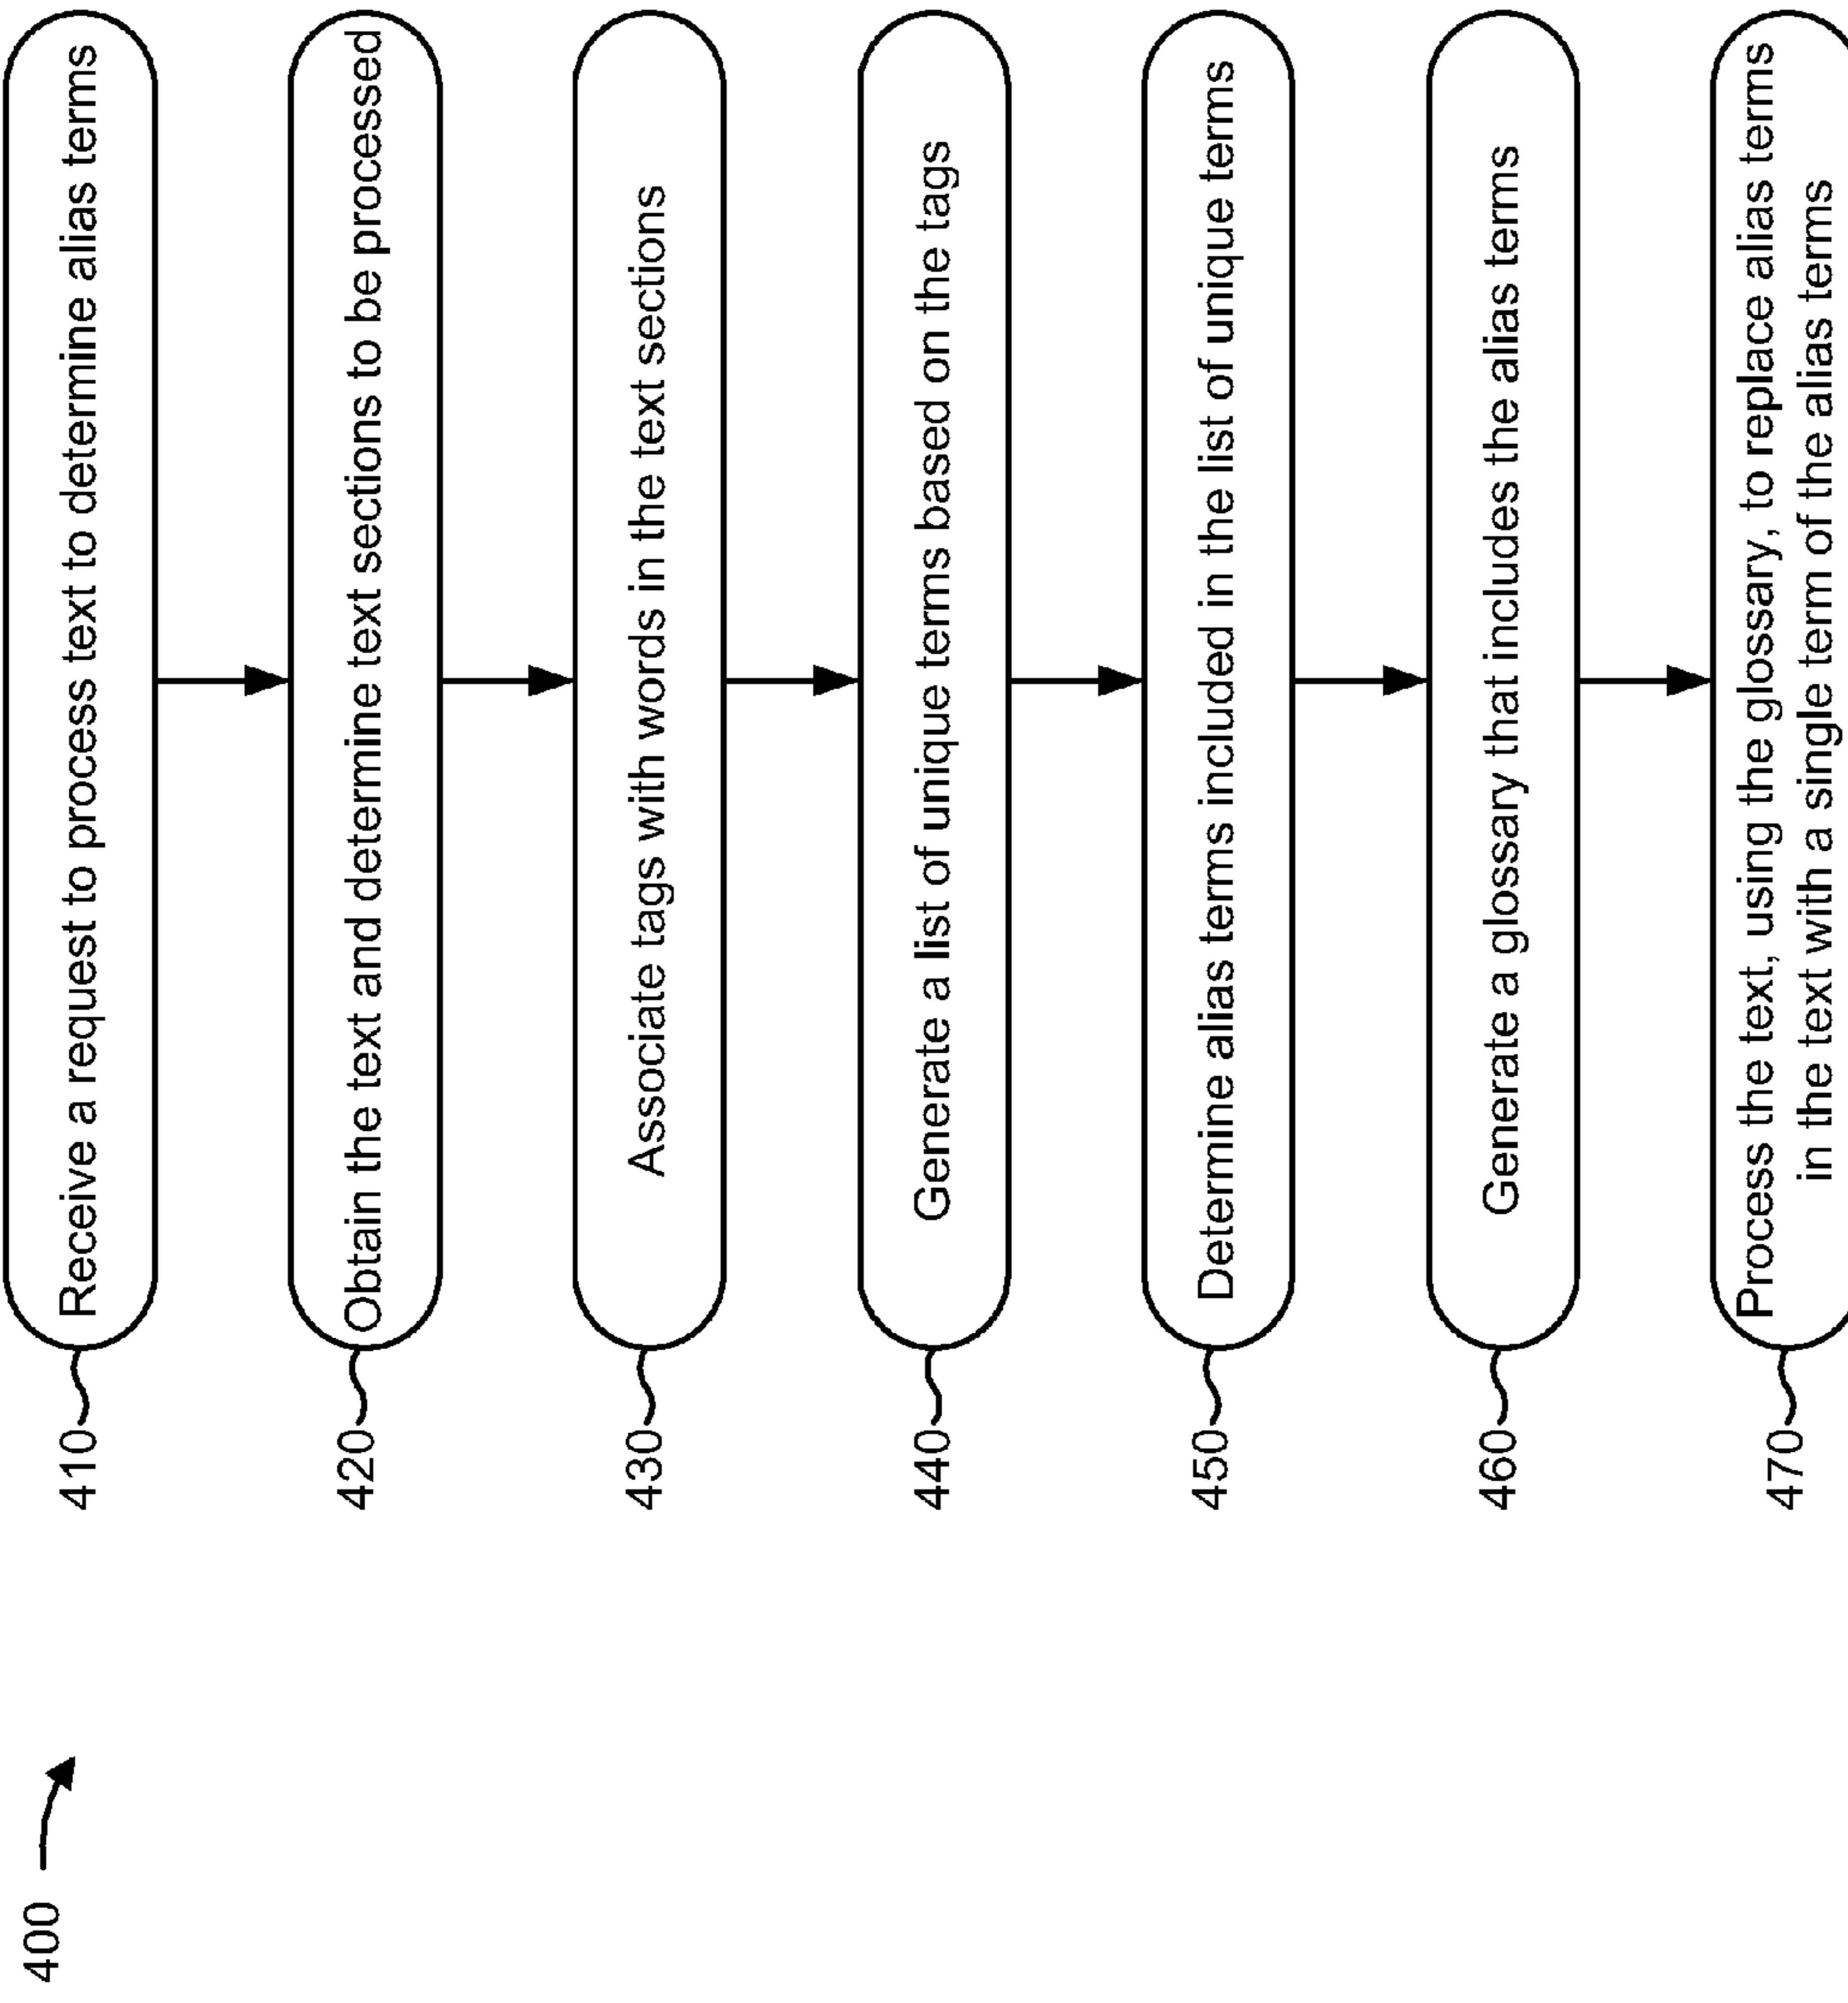 400
410
Receive a request to process text to determine alias terms
420
Obtain the text and determine text sections to be processed
430
Associate tags with words in the text sections
440
Generate a list of unique terms based on the tags
450
Determine alias terms included in the list of unique terms
460
Generate a glossary that includes the alias terms
470
Process the text, using the glossary, to replace alias terms
in the text with a single term of the alias terms